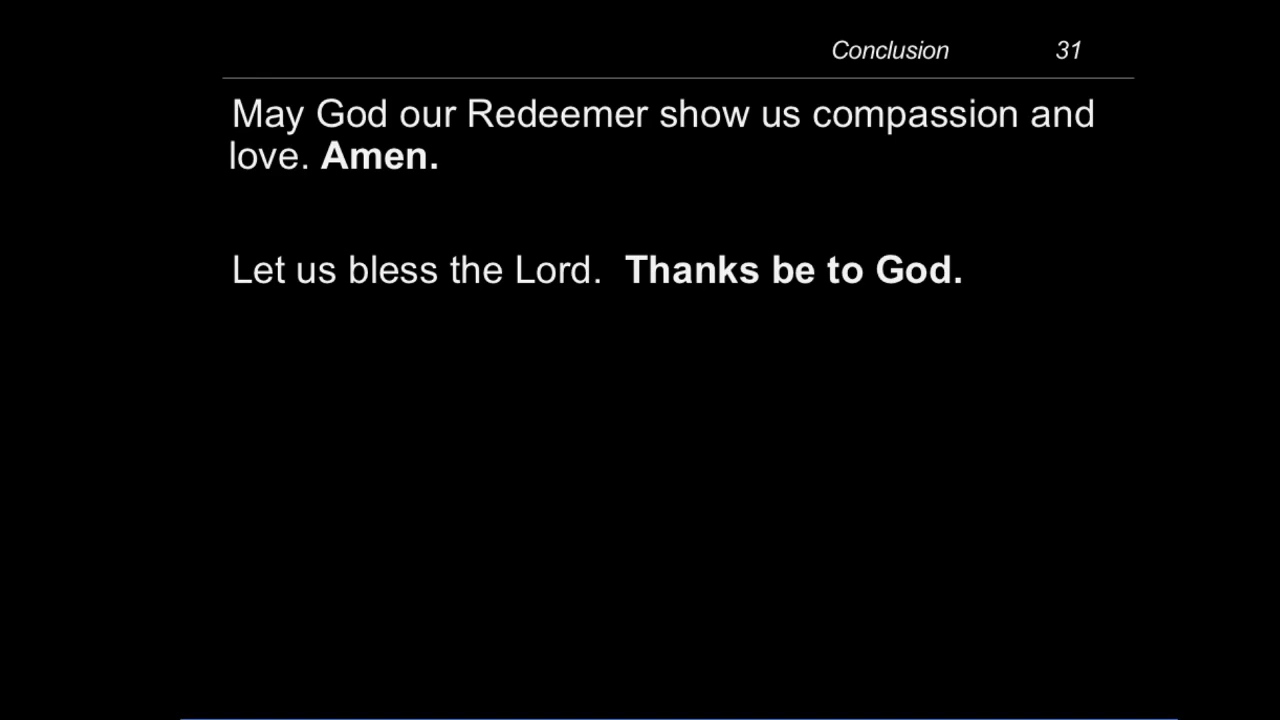 Conclusion 31
May God our Redeemer show us compassion and
love. Amen.
Let us bless the Lord. Thanks be to God.